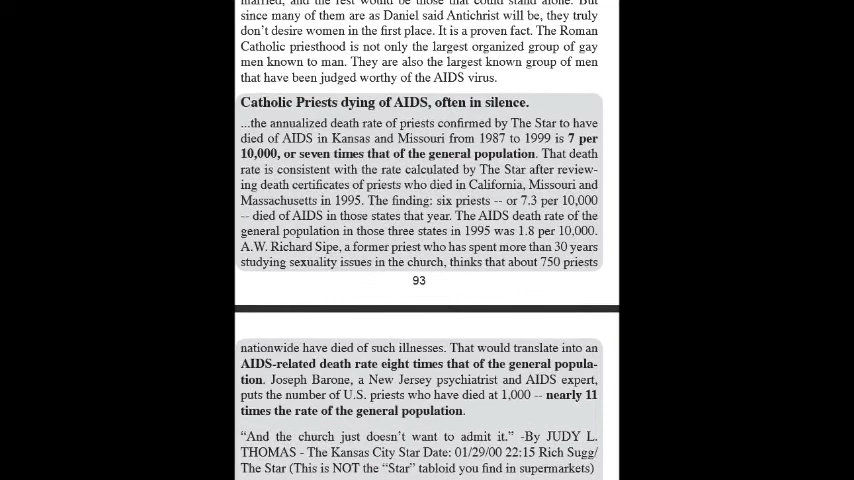 married, and the rest would be those that could stand alone. But
since many of them are as Daniel said Antichrist will be, they truly
don't desire women in the first place. It is a proven fact. The Roman
Catholic priesthood is not only the largest organized group of gay
men known to man. They are also the largest known group of men
that have been judged worthy of the AIDS virus.
Catholic Priests dying of AIDS, often in silence.
...the annualized death rate of priests confirmed by The Star to have
died of AIDS in Kansas and Missouri from 1987 to 1999 is 7 per
10,000, or seven times that of the general population. That death
rate is consistent with the rate calculated by The Star after review-
ing death certificates of priests who died in California, Missouri and
Massachusetts in 1995. The finding: six priests -- or 7.3 per 10,000
-- died of AIDS in those states that year. The AIDS death rate of the
general population in those three states in 1995 was 1.8 per 10,000.
A.W. Richard Sipe, a former priest who has spent more than 30 years
studying sexuality issues in the church, thinks that about 750 priests
93
nationwide have died of such illnesses. That would translate into an
AIDS-related death rate eight times that of the general popula-
tion. Joseph Barone, a New Jersey psychiatrist and AIDS expert,
puts the number of U.S. priests who have died at 1,000 -- nearly 11
times the rate of the general population.
“And the church just doesn't want to admit it.” -By JUDY L.
THOMAS - The Kansas City Star Date: 01/29/00 22:15 Rich Sugg/
The Star (This is NOT the “Star” tabloid you find in supermarkets)